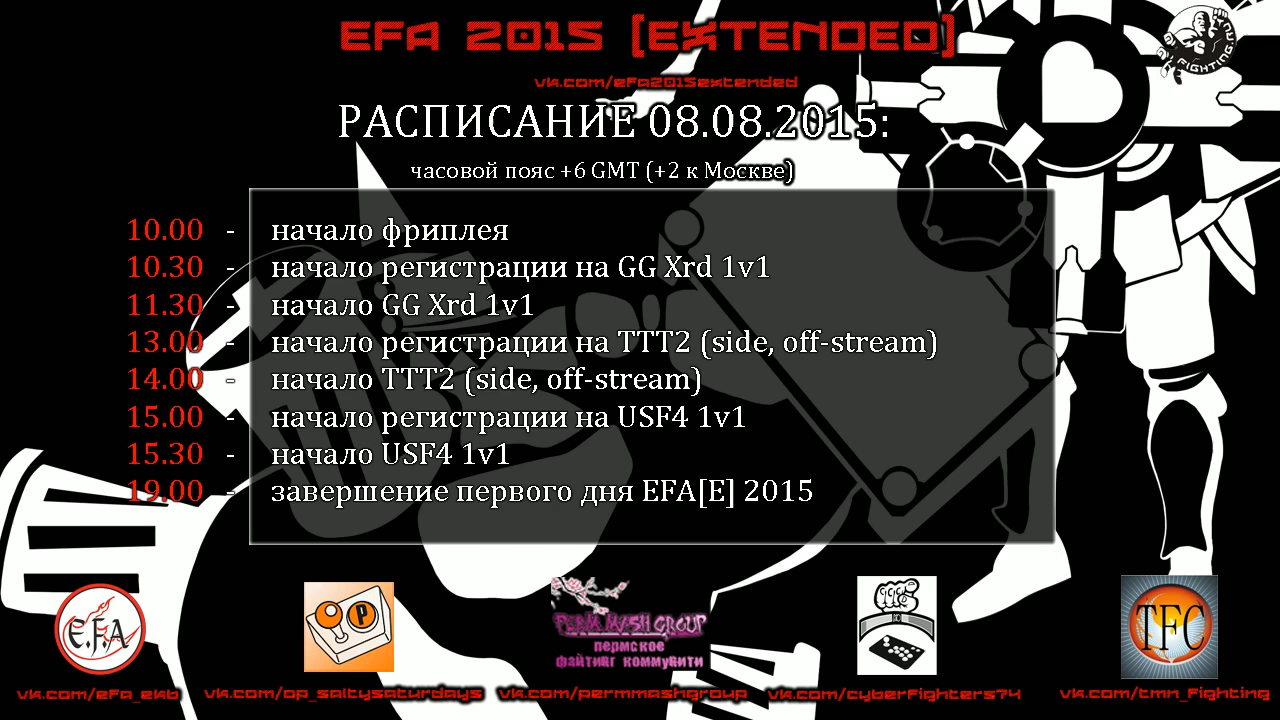 EFA 2015 [EXTENDED]
vk.com/efa2015extended
РАСПИСАНИЕ 08.08.2015:
часовой пояс +6 GMT (+2 к Москве)
10.00 - начало фриплея
10.30 - начало регистрации на GG Xrd 1v1
11.30 - начало GG Xrd 1v1
13.00 - начало регистрации на TTT2 (side, off-stream)
14.00 - начало TTT2 (side, off-stream)
15.00 - начало регистрации на USF4 1v1
15.30 - начало USF4 1v1
19.00 - завершение первого дня EFA[E] 2015
E.F.A
OP
PERM MASH GROUP
пермское
файтинг коммунити
TFC
vk.com/efa_ekb
vk.com/op_saltysaturdays
vk.com/permmashgroup
vk.com/cyberfighters74
vk.com/tmn_fighting